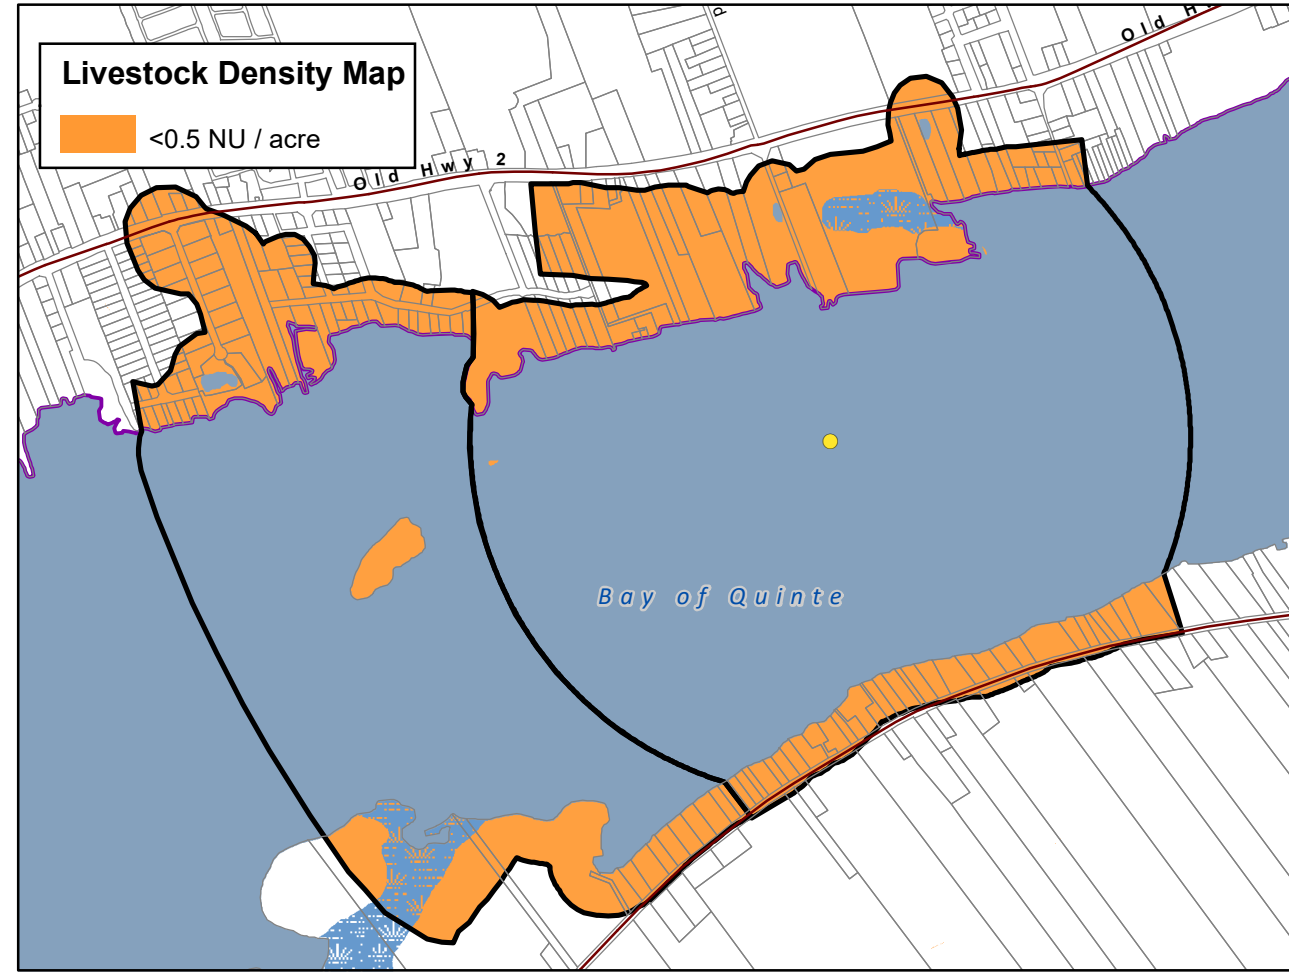 Livestock Density Map
<0.5 NU / acre
Old Hwy 2
Old H
Bay of Quinte